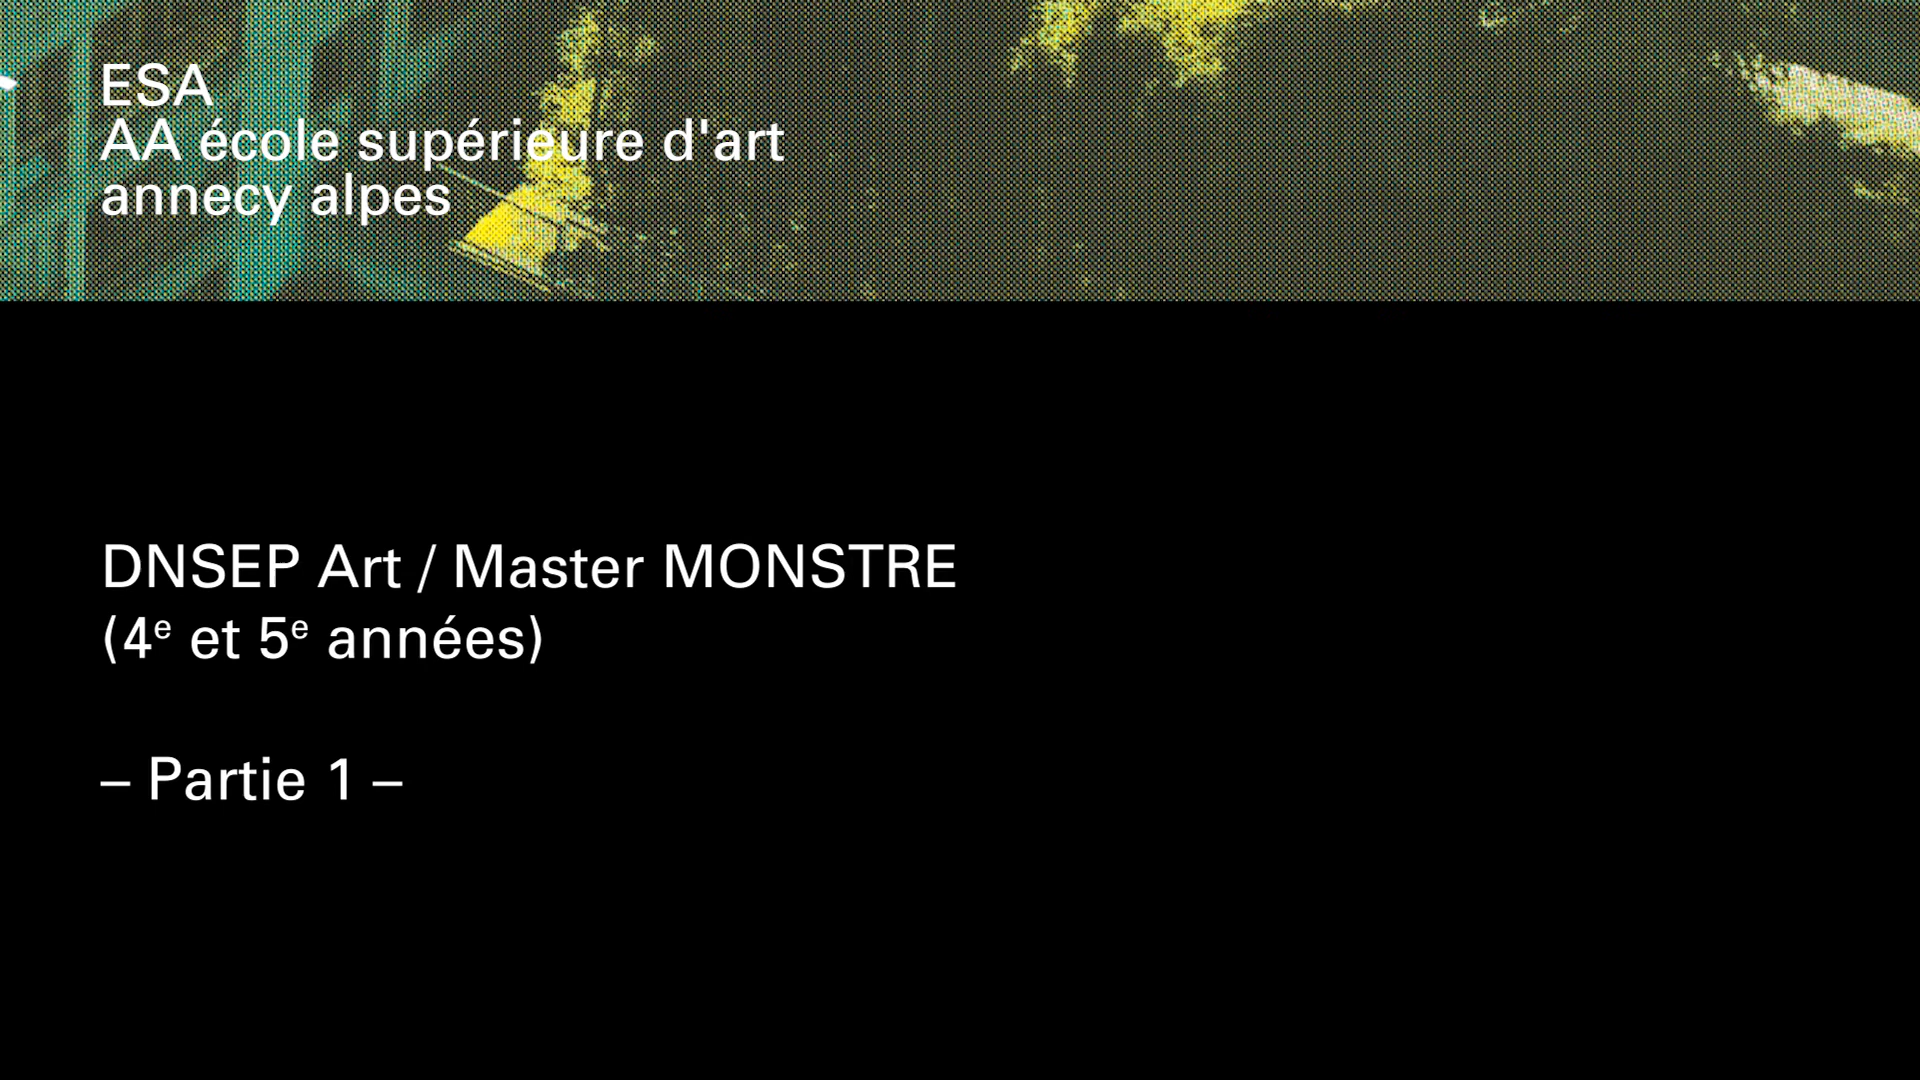 ESA
AA école supérieure d'art
annecy alpes
DNSEP Art / Master MONSTRE
(4ᵉ et 5ᵉ années)
– Partie 1 –